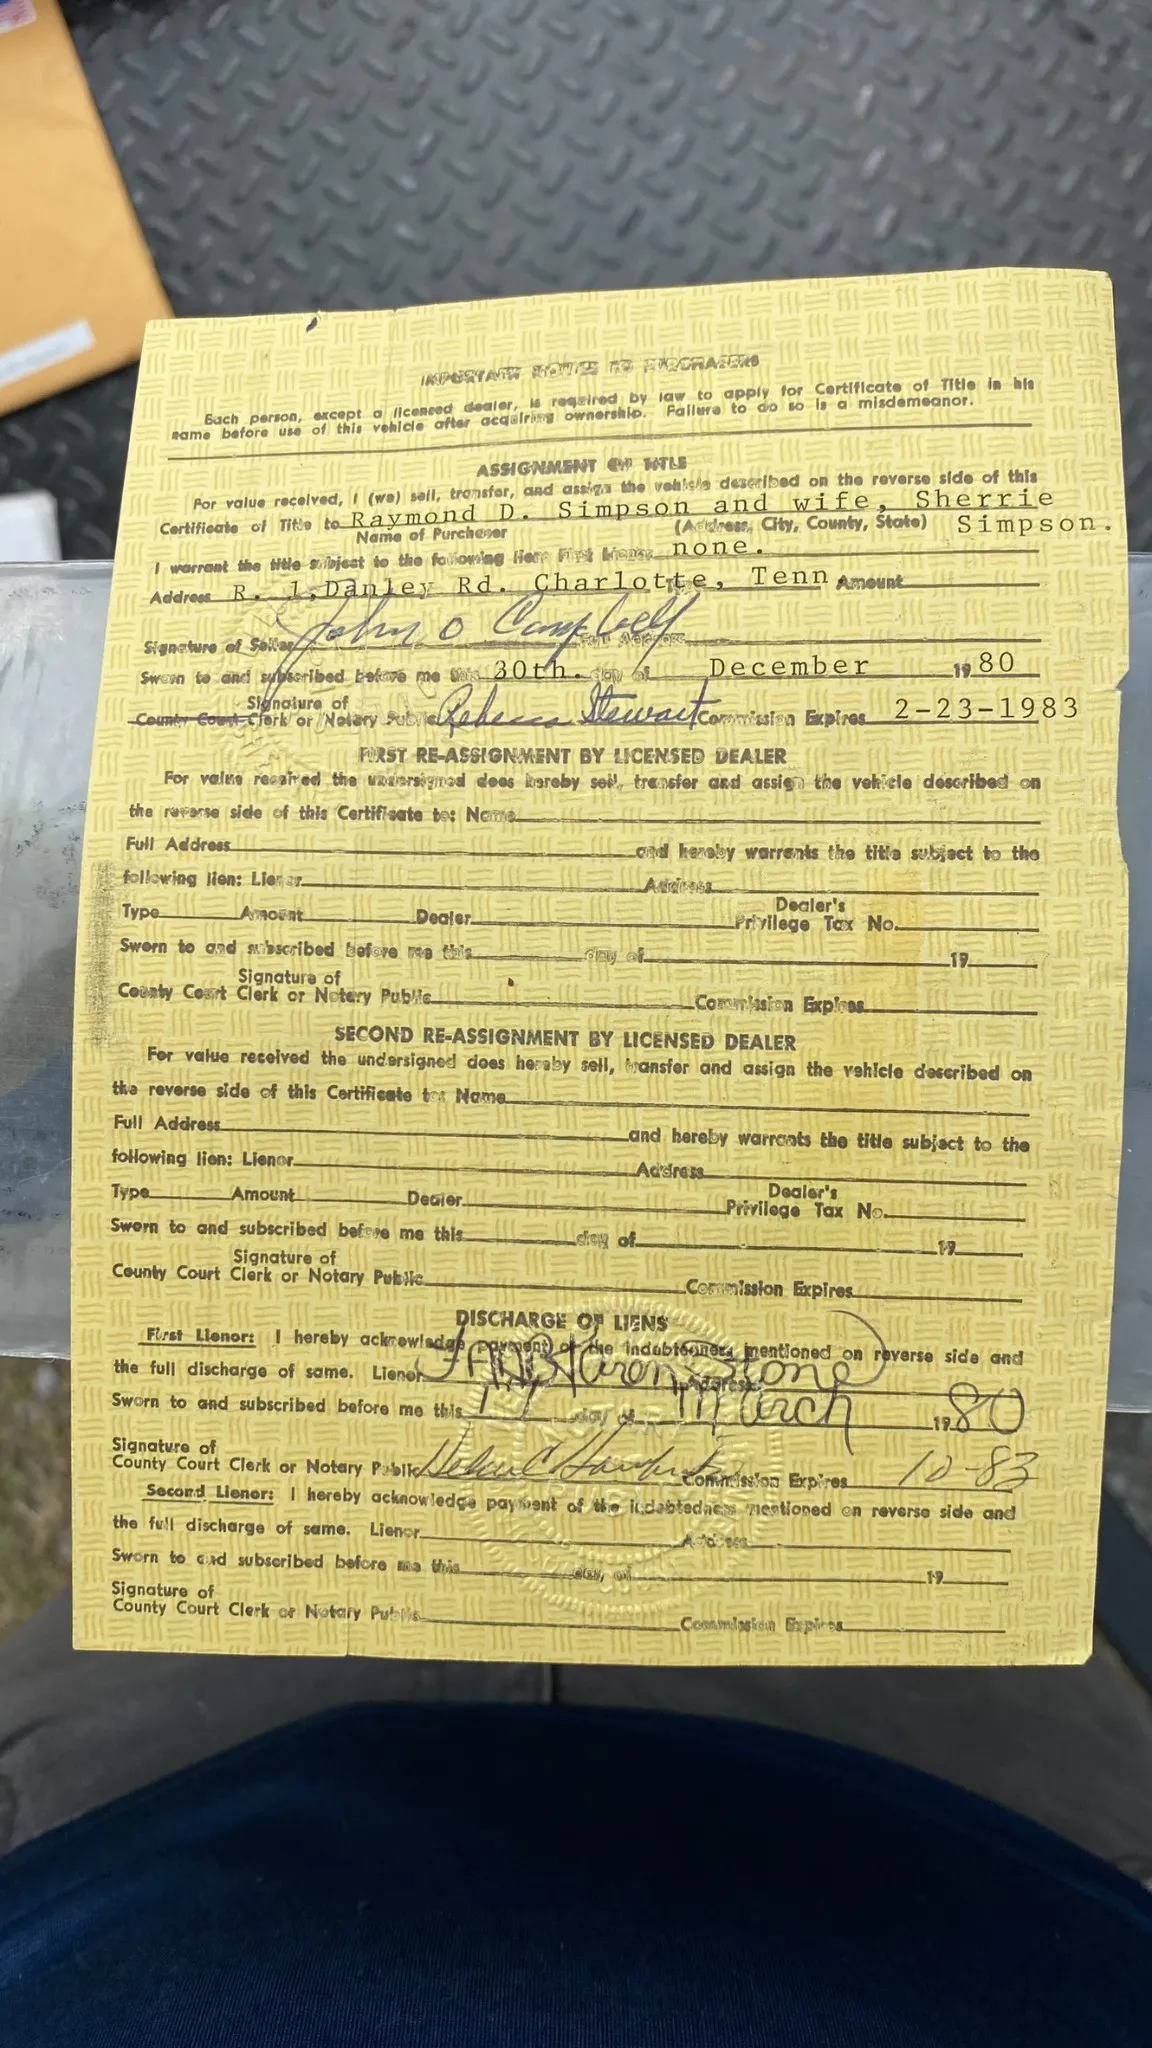 IMPORTANT NOTICE TO PURCHASERS
Each person, except a licensed dealer, is required by law to apply for Certificate of Title in his
name before use of this vehicle after acquiring ownership. Failure to do so is a misdemeanor.
ASSIGNMENT OF TITLE
For value received, I (we) sell, transfer, and assign the vehicle described on the reverse side of this
Certificate of Title to Raymond D. Simpson and wife, Sherrie
Name of Purchaser (Address, City, County, State) Simpson.
I warrant the title subject to the following lien: First Lienor none.
Address R. 1, Danley Rd. Charlotte, Tenn Amount
Signature of Seller John O Campbell Address
Sworn to and subscribed before me this 30th. day of December 1980
Signature of
County Court Clerk or Notary Public Rebecca Stewart Commission Expires 2-23-1983
FIRST RE-ASSIGNMENT BY LICENSED DEALER
For value received the undersigned does hereby sell, transfer and assign the vehicle described on
the reverse side of this Certificate to: Name
Full Address and hereby warrants the title subject to the
following lien: Lienor Address
Type Amount Dealer Dealer's Privilege Tax No.
Sworn to and subscribed before me this day of 19
Signature of
County Court Clerk or Notary Public Commission Expires
SECOND RE-ASSIGNMENT BY LICENSED DEALER
For value received the undersigned does hereby sell, transfer and assign the vehicle described on
the reverse side of this Certificate to: Name
Full Address and hereby warrants the title subject to the
following lien: Lienor Address
Type Amount Dealer Dealer's Privilege Tax No.
Sworn to and subscribed before me this day of 19
Signature of
County Court Clerk or Notary Public Commission Expires
DISCHARGE OF LIENS
First Lienor: I hereby acknowledge payment of the indebtedness mentioned on reverse side and
the full discharge of same. Lienor Karen Stone Address
Sworn to and subscribed before me this day of March 1980
Signature of
County Court Clerk or Notary Public Commission Expires 10-83
Second Lienor: I hereby acknowledge payment of the indebtedness mentioned on reverse side and
the full discharge of same. Lienor Address
Sworn to and subscribed before me this day of 19
Signature of
County Court Clerk or Notary Public Commission Expires